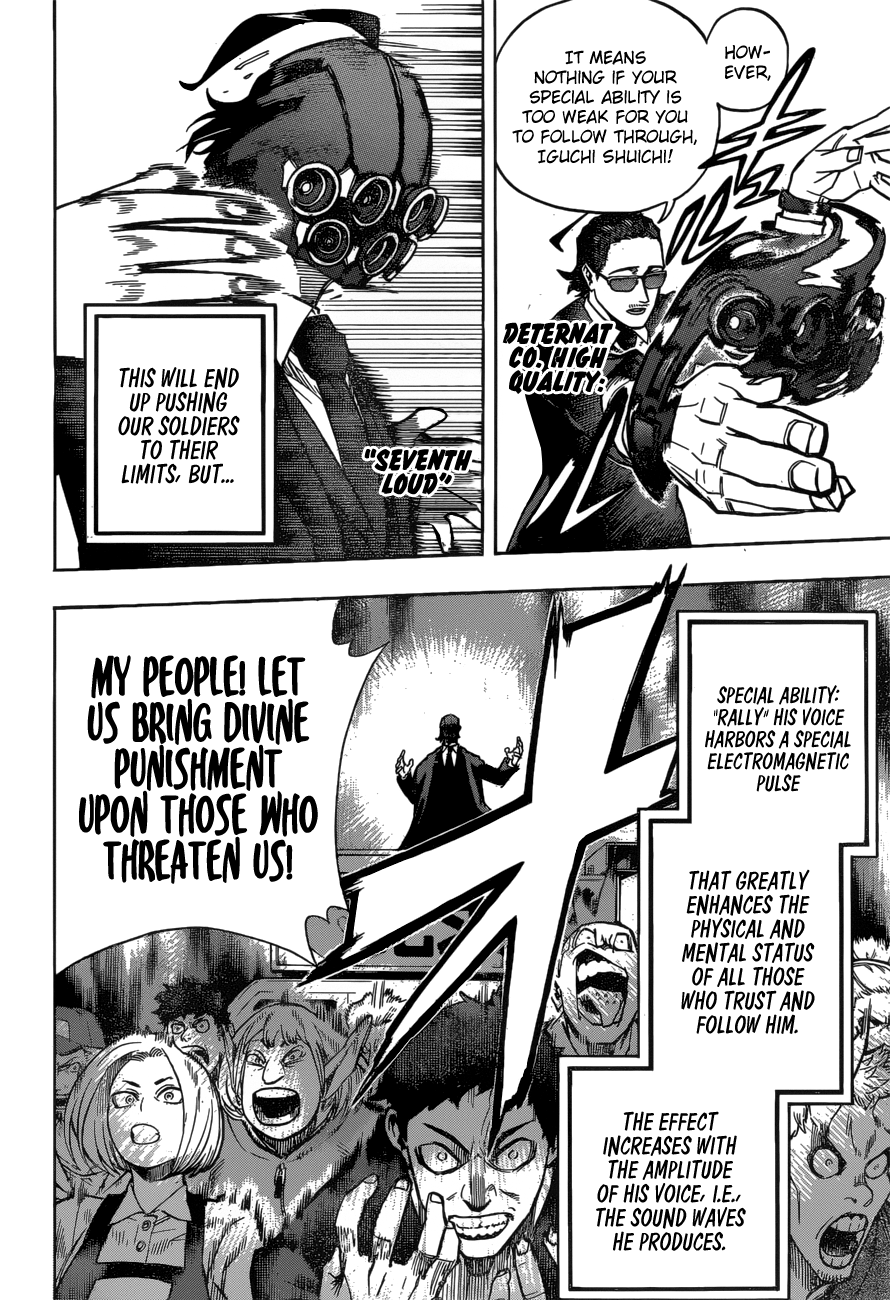 HOW-
EVER,
IT MEANS
NOTHING IF YOUR
SPECIAL ABILITY IS
TOO WEAK FOR YOU
TO FOLLOW THROUGH,
IGUCHI SHUICHI!
DETERNAT
CO. HIGH
QUALITY:
"SEVENTH
LOUD"
THIS WILL END
UP PUSHING
OUR SOLDIERS
TO THEIR
LIMITS, BUT...
SPECIAL ABILITY:
"RALLY" HIS VOICE
HARBORS A SPECIAL
ELECTROMAGNETIC
PULSE
MY PEOPLE! LET
US BRING DIVINE
PUNISHMENT
UPON THOSE WHO
THREATEN US!
THAT GREATLY
ENHANCES THE
PHYSICAL AND
MENTAL STATUS
OF ALL THOSE
WHO TRUST AND
FOLLOW HIM.
THE EFFECT
INCREASES WITH
THE AMPLITUDE
OF HIS VOICE, I.E.,
THE SOUND WAVES
HE PRODUCES.